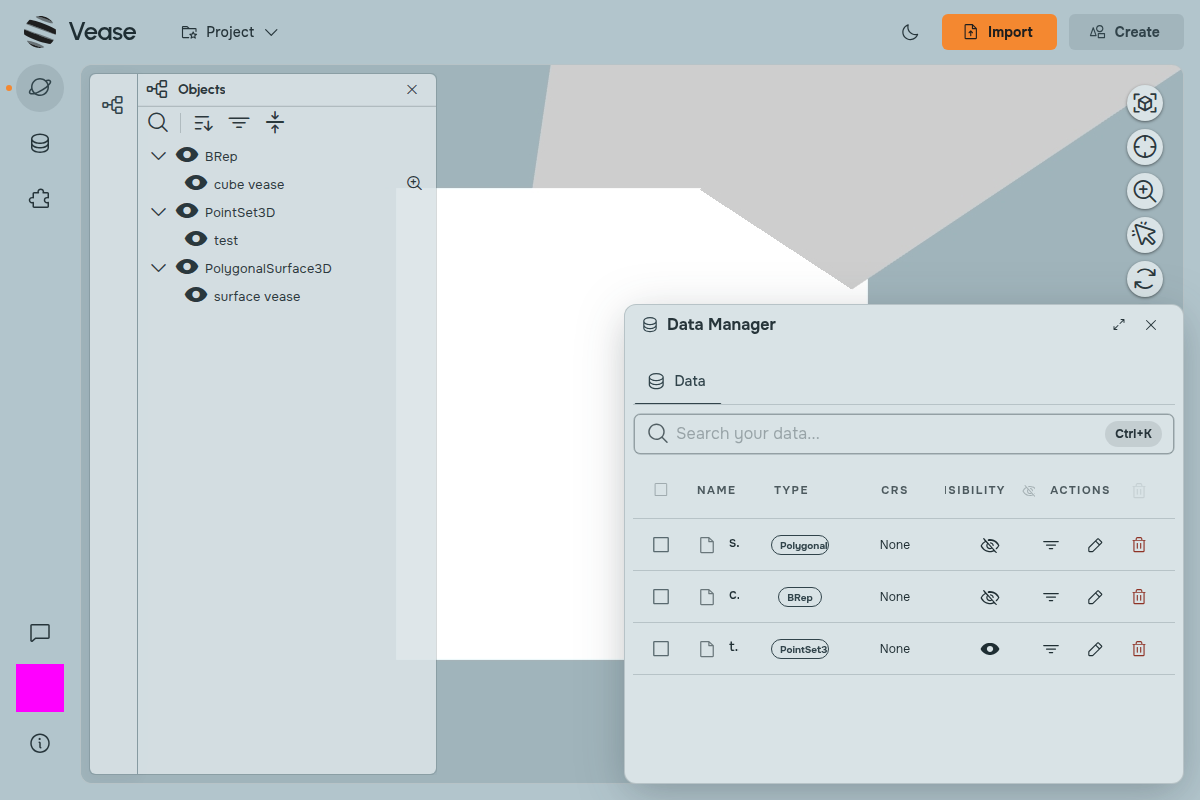 Vease
Project
Import
Create
Objects
BRep
cube vease
PointSet3D
test
PolygonalSurface3D
surface vease
Data Manager
Data
Search your data...
Ctrl+K
NAME TYPE CRS ISIBILITY ACTIONS
S. Polygonal None
C. BRep None
t. PointSet3 None